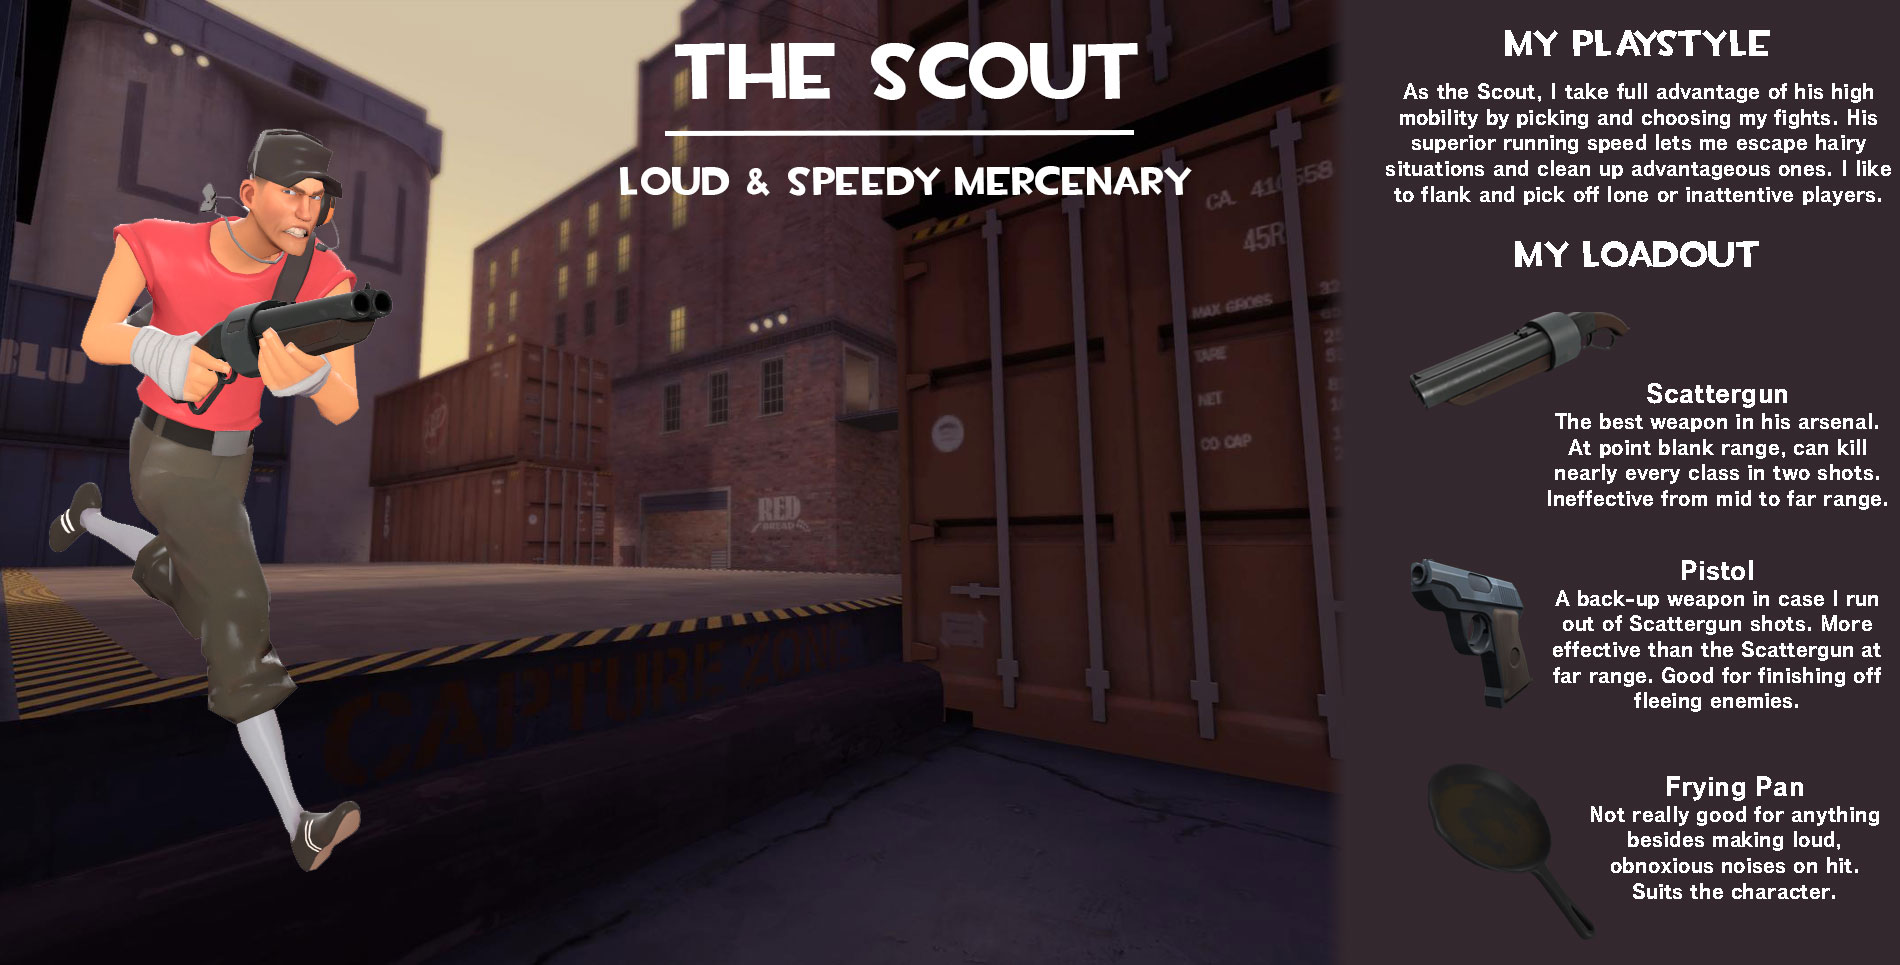 THE SCOUT
LOUD & SPEEDY MERCENARY
MY PLAYSTYLE
As the Scout, I take full advantage of his high
mobility by picking and choosing my fights. His
superior running speed lets me escape hairy
situations and clean up advantageous ones. I like
to flank and pick off lone or inattentive players.
MY LOADOUT
Scattergun
The best weapon in his arsenal.
At point blank range, can kill
nearly every class in two shots.
Ineffective from mid to far range.
Pistol
A back-up weapon in case I run
out of Scattergun shots. More
effective than the Scattergun at
far range. Good for finishing off
fleeing enemies.
Frying Pan
Not really good for anything
besides making loud,
obnoxious noises on hit.
Suits the character.
BLU
RED
BREAD
CAPTURE ZONE
CA.
45R
MAX GROSS
TARE
NET
CO CAP